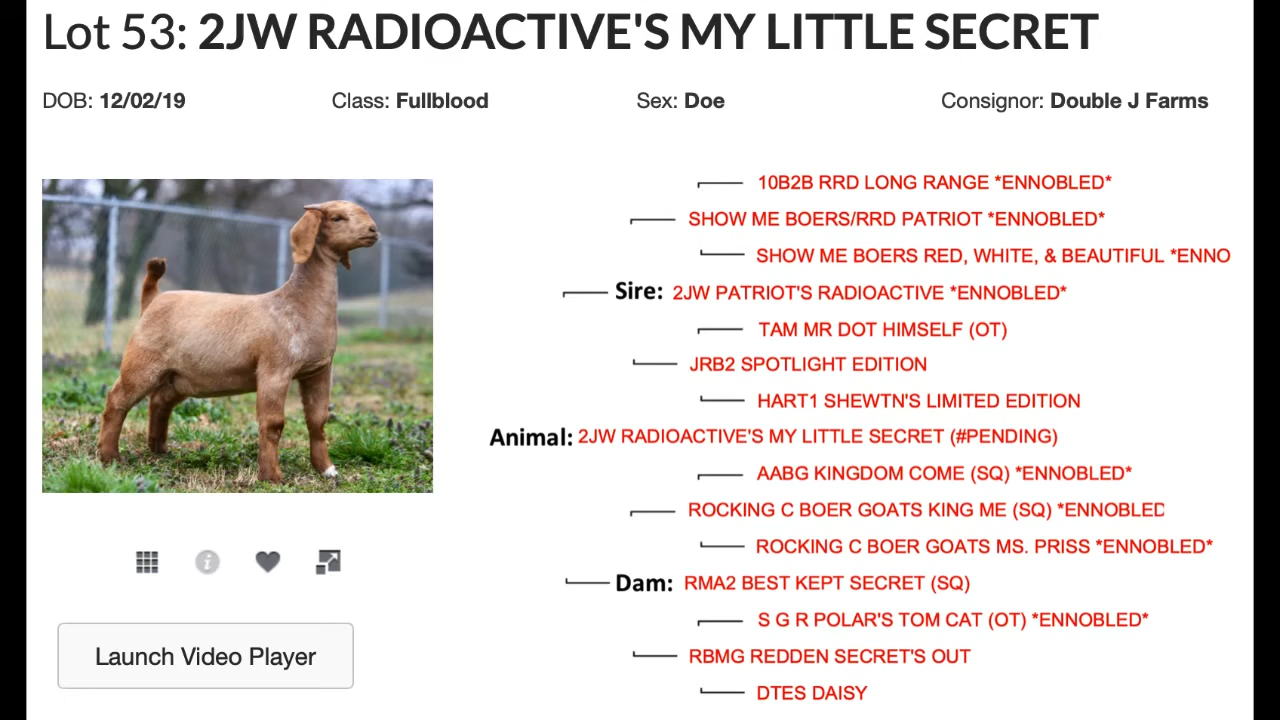 Lot 53: 2JW RADIOACTIVE'S MY LITTLE SECRET
DOB: 12/02/19 Class: Fullblood Sex: Doe Consignor: Double J Farms
10B2B RRD LONG RANGE *ENNOBLED*
SHOW ME BOERS/RRD PATRIOT *ENNOBLED*
SHOW ME BOERS RED, WHITE, & BEAUTIFUL *ENNO
Sire: 2JW PATRIOT'S RADIOACTIVE *ENNOBLED*
TAM MR DOT HIMSELF (OT)
JRB2 SPOTLIGHT EDITION
HART1 SHEWTN'S LIMITED EDITION
Animal: 2JW RADIOACTIVE'S MY LITTLE SECRET (#PENDING)
AABG KINGDOM COME (SQ) *ENNOBLED*
ROCKING C BOER GOATS KING ME (SQ) *ENNOBLED
ROCKING C BOER GOATS MS. PRISS *ENNOBLED*
Dam: RMA2 BEST KEPT SECRET (SQ)
S G R POLAR'S TOM CAT (OT) *ENNOBLED*
RBMG REDDEN SECRET'S OUT
DTES DAISY
Launch Video Player